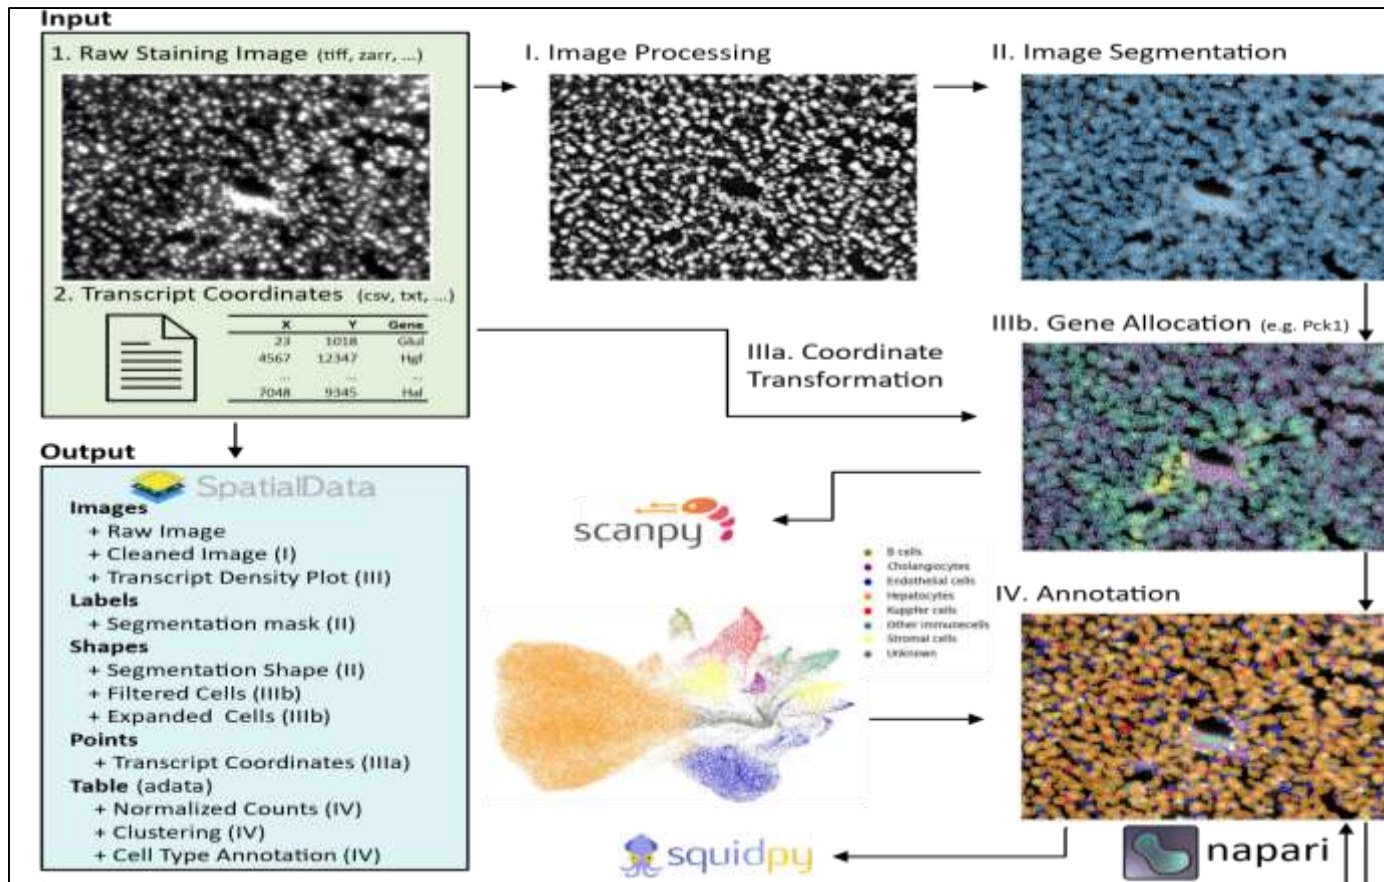 Input
1. Raw Staining Image (tiff, zarr, ...)
I. Image Processing
II. Image Segmentation
2. Transcript Coordinates (csv, txt, ...)
X Y Gene
23 1018 Glul
4567 12347 Hgf
... ... ...
7048 9345 Hal
IIIa. Coordinate
Transformation
IIIb. Gene Allocation (e.g. Pck1)
Output
SpatialData
Images
+ Raw Image
+ Cleaned Image (I)
+ Transcript Density Plot (III)
Labels
+ Segmentation mask (II)
Shapes
+ Segmentation Shape (II)
+ Filtered Cells (IIIb)
+ Expanded Cells (IIIb)
Points
+ Transcript Coordinates (IIIa)
Table (adata)
+ Normalized Counts (IV)
+ Clustering (IV)
+ Cell Type Annotation (IV)
scanpy
B cells
Cholangiocytes
Endothelial cells
Hepatocytes
Kuppfer cells
Other immunecells
Stromal cells
Unknown
IV. Annotation
squidpy
napari